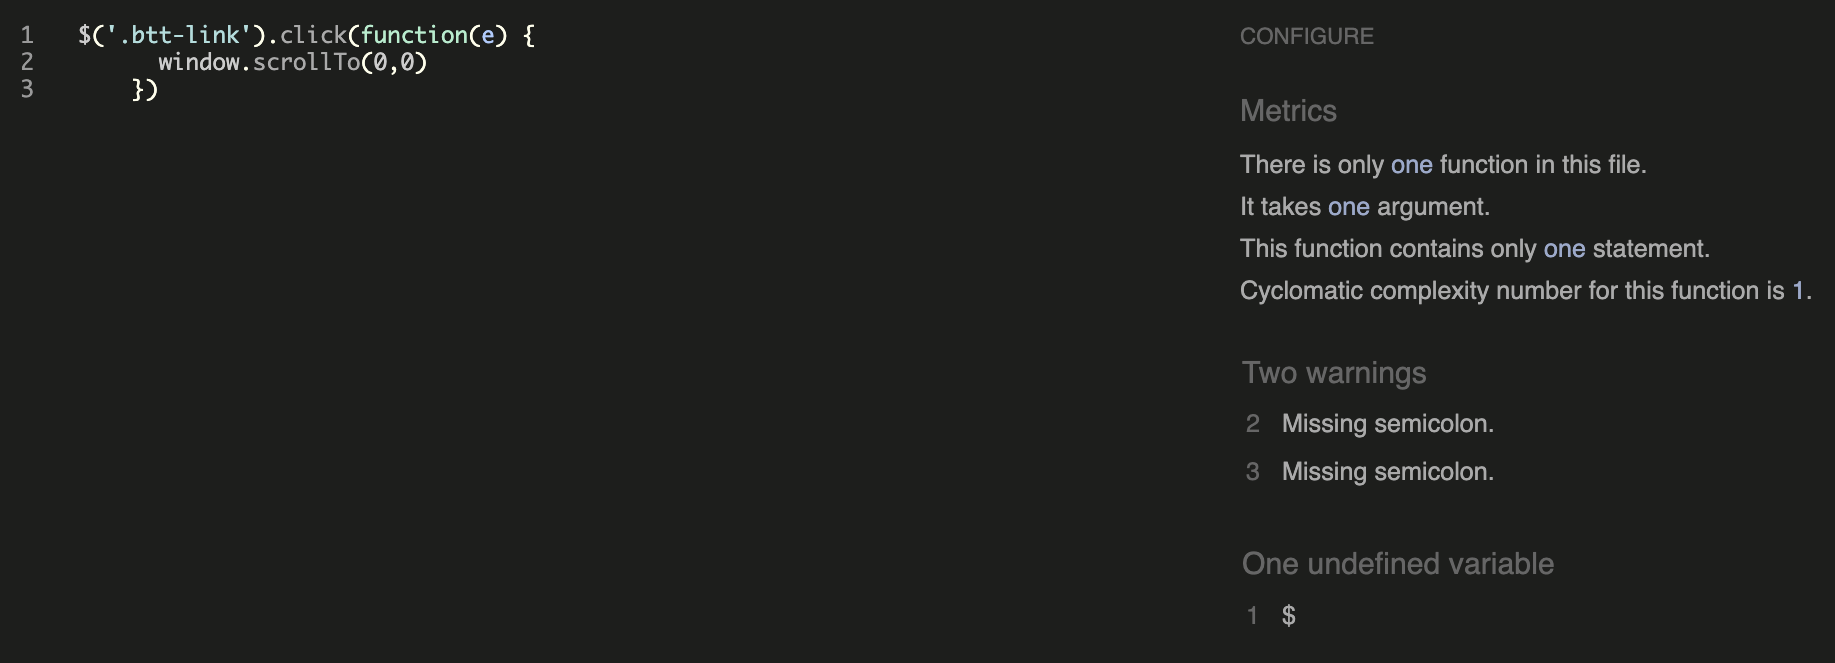 1 $('.btt-link').click(function(e) {
2 window.scrollTo(0,0)
3 })
CONFIGURE
Metrics
There is only one function in this file.
It takes one argument.
This function contains only one statement.
Cyclomatic complexity number for this function is 1.
Two warnings
2 Missing semicolon.
3 Missing semicolon.
One undefined variable
1 $